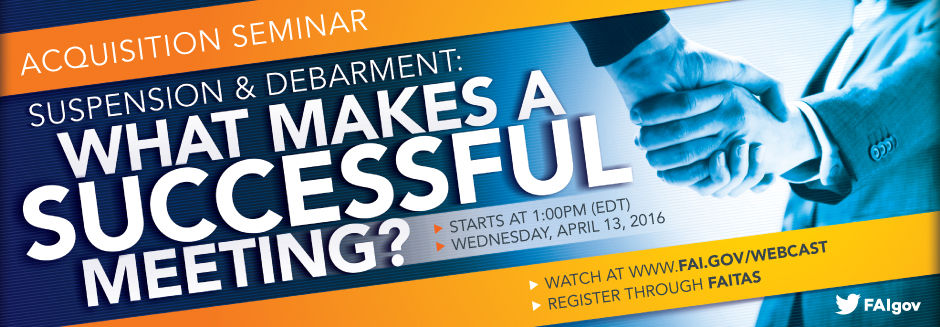 ACQUISITION SEMINAR
SUSPENSION & DEBARMENT:
WHAT MAKES A
SUCCESSFUL
MEETING?
STARTS AT 1:00PM (EDT)
WEDNESDAY, APRIL 13, 2016
WATCH AT WWW.FAI.GOV/WEBCAST
REGISTER THROUGH FAITAS
FAIgov